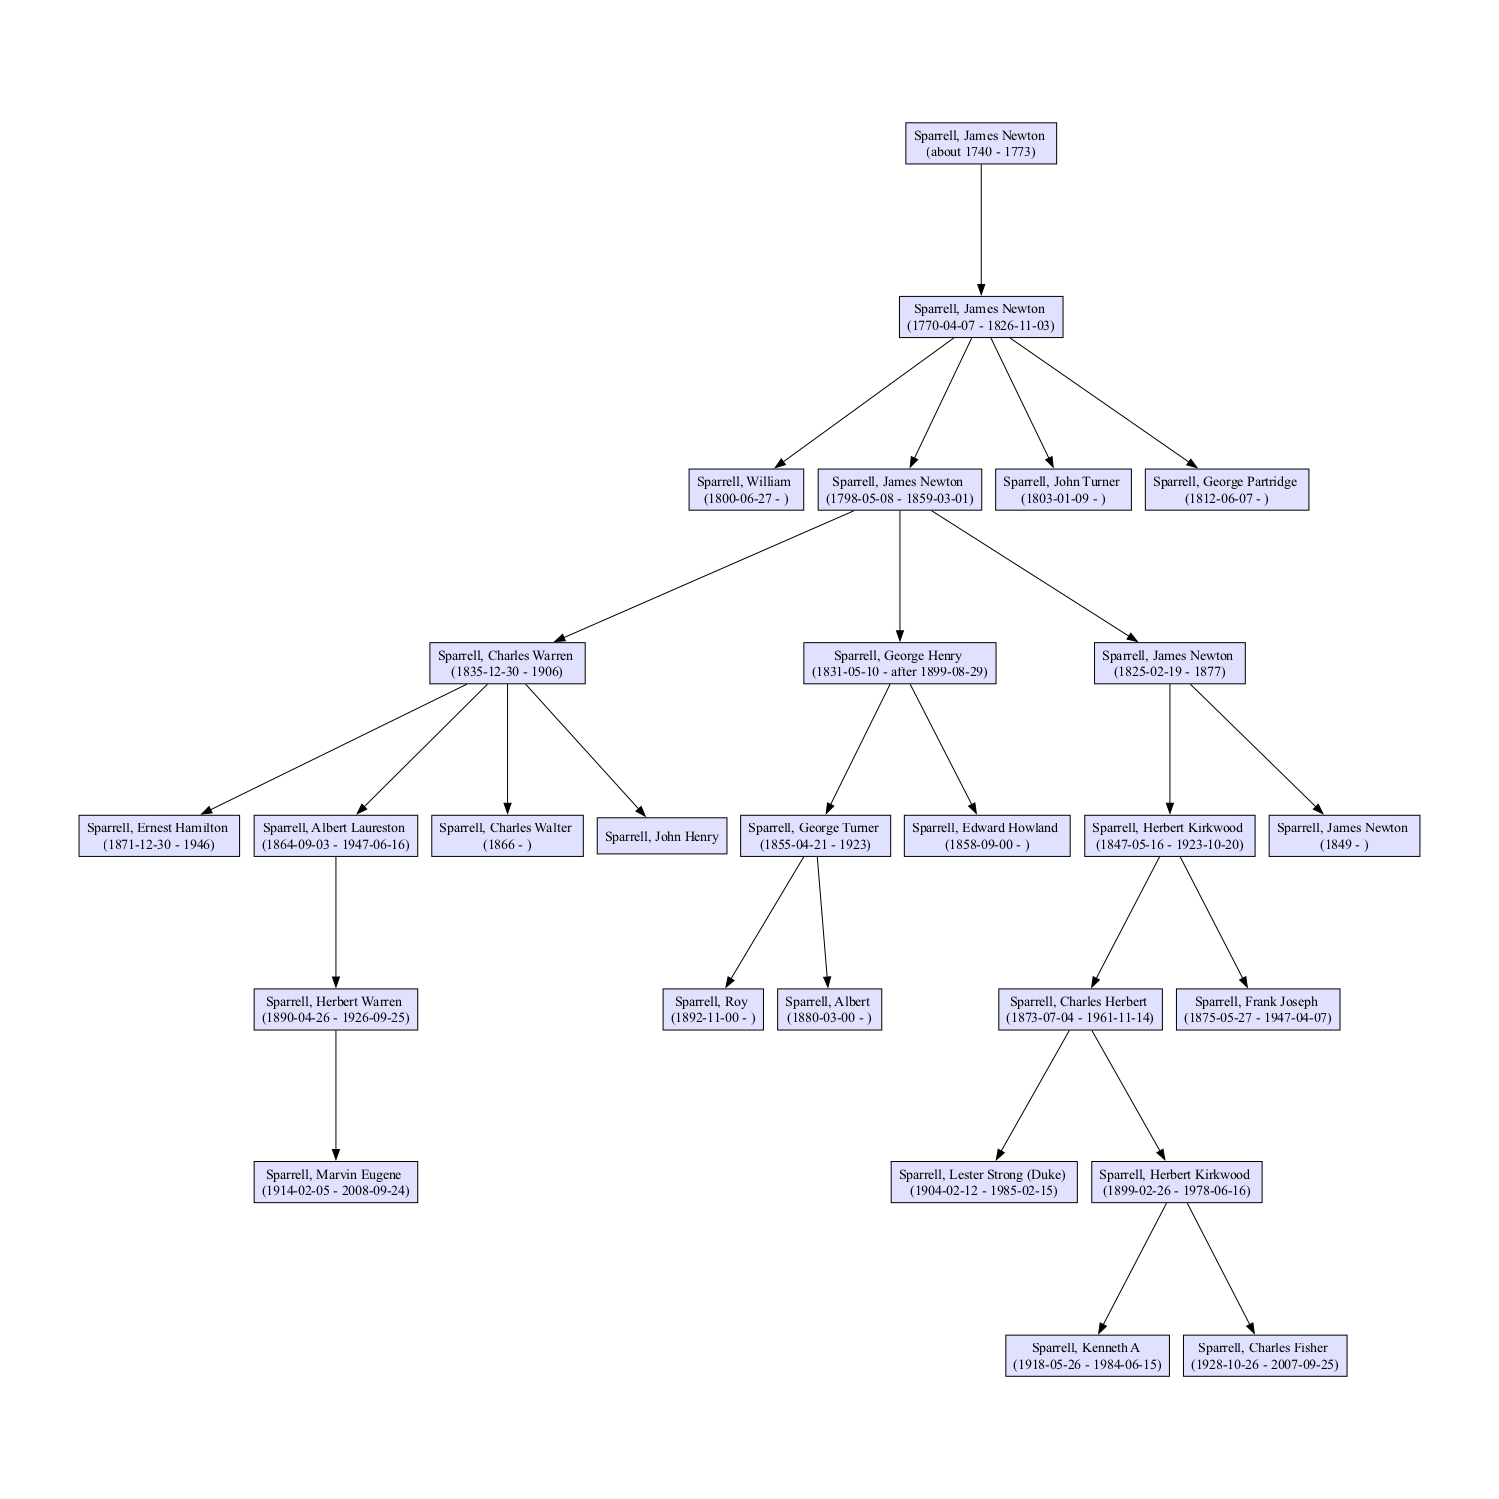 Sparrell, James Newton
(about 1740 - 1773)
Sparrell, James Newton
(1770-04-07 - 1826-11-03)
Sparrell, William
(1800-06-27 - )
Sparrell, James Newton
(1798-05-08 - 1859-03-01)
Sparrell, John Turner
(1803-01-09 - )
Sparrell, George Partridge
(1812-06-07 - )
Sparrell, Charles Warren
(1835-12-30 - 1906)
Sparrell, George Henry
(1831-05-10 - after 1899-08-29)
Sparrell, James Newton
(1825-02-19 - 1877)
Sparrell, Ernest Hamilton
(1871-12-30 - 1946)
Sparrell, Albert Laureston
(1864-09-03 - 1947-06-16)
Sparrell, Charles Walter
(1866 - )
Sparrell, John Henry
Sparrell, George Turner
(1855-04-21 - 1923)
Sparrell, Edward Howland
(1858-09-00 - )
Sparrell, Herbert Kirkwood
(1847-05-16 - 1923-10-20)
Sparrell, James Newton
(1849 - )
Sparrell, Herbert Warren
(1890-04-26 - 1926-09-25)
Sparrell, Roy
(1892-11-00 - )
Sparrell, Albert
(1880-03-00 - )
Sparrell, Charles Herbert
(1873-07-04 - 1961-11-14)
Sparrell, Frank Joseph
(1875-05-27 - 1947-04-07)
Sparrell, Marvin Eugene
(1914-02-05 - 2008-09-24)
Sparrell, Lester Strong (Duke)
(1904-02-12 - 1985-02-15)
Sparrell, Herbert Kirkwood
(1899-02-26 - 1978-06-16)
Sparrell, Kenneth A
(1918-05-26 - 1984-06-15)
Sparrell, Charles Fisher
(1928-10-26 - 2007-09-25)